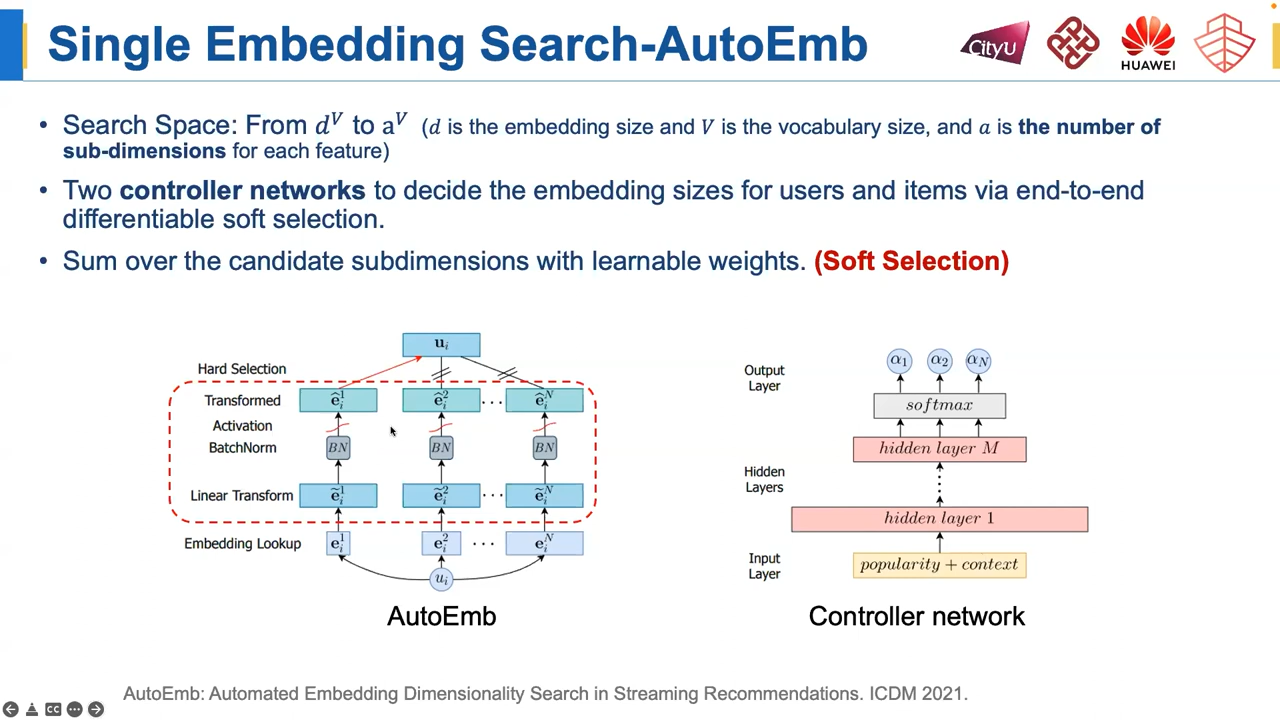 Single Embedding Search-AutoEmb
CityU
HUAWEI
• Search Space: From d^V to a^V (d is the embedding size and V is the vocabulary size, and a is the number of
sub-dimensions for each feature)
• Two controller networks to decide the embedding sizes for users and items via end-to-end
differentiable soft selection.
• Sum over the candidate subdimensions with learnable weights. (Soft Selection)
u_i
Hard Selection
Transformed ê_i^1 ê_i^2 ... ê_i^N
Activation
BatchNorm BN BN BN
Linear Transform ẽ_i^1 ẽ_i^2 ... ẽ_i^N
Embedding Lookup e_i^1 e_i^2 ... e_i^N
u_i
AutoEmb
α_1 α_2 α_N
Output
Layer
softmax
hidden layer M
Hidden
Layers
hidden layer 1
Input
Layer
popularity + context
Controller network
AutoEmb: Automated Embedding Dimensionality Search in Streaming Recommendations. ICDM 2021.
CC